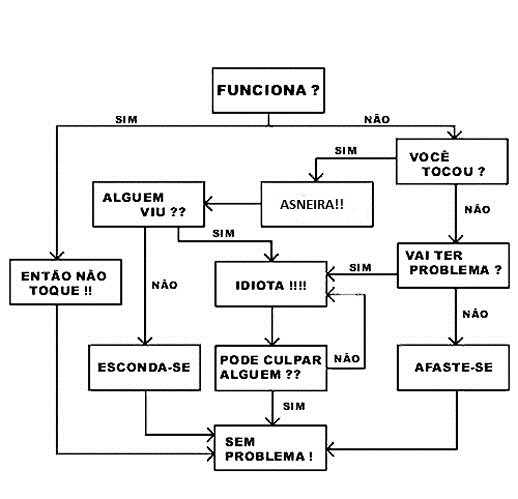 FUNCIONA ?
SIM
NÃO
VOCÊ
TOCOU ?
SIM
ALGUEM
VIU ??
ASNEIRA!!
NÃO
SIM
VAI TER
PROBLEMA ?
ENTÃO NÃO
TOQUE !!
SIM
IDIOTA !!!!
NÃO
NÃO
ESCONDA-SE
PODE CULPAR
ALGUEM ??
NÃO
AFASTE-SE
SIM
SEM
PROBLEMA !